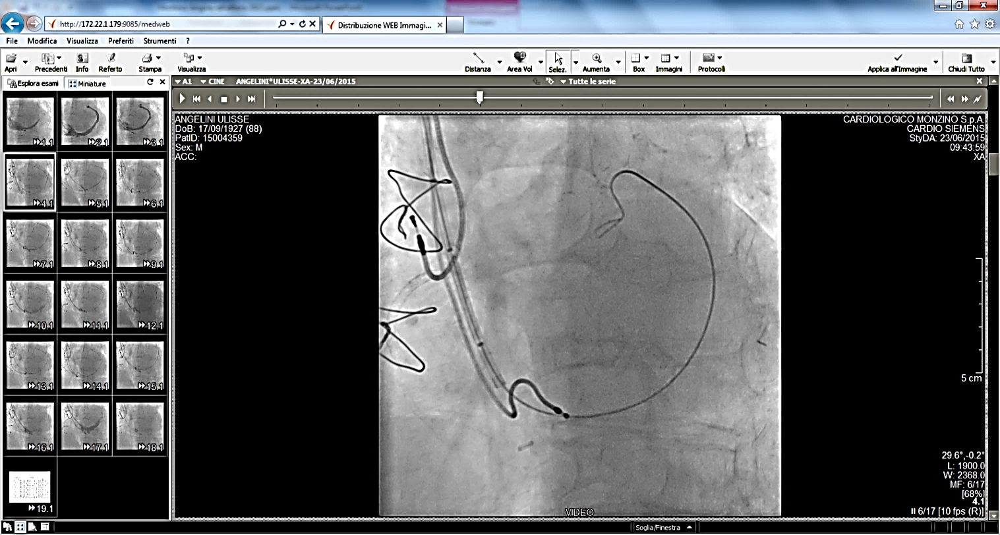 http://172.22.1.179:9085/medweb
Distribuzione WEB Immagi...
File Modifica Visualizza Preferiti Strumenti ?
Apri Precedenti Info Referto Stampa Visualizza Distanza Area Vol Selez. Aumenta Box Immagini Protocolli Applica all'Immagine Chiudi Tutto
Esplora esami Miniature
A1 CINE ANGELINI*ULISSE-XA-23/06/2015 Tutte le serie
1.1 2.1 3.1
4.1 5.1 6.1
7.1 8.1 9.1
10.1 11.1 12.1
13.1 14.1 15.1
16.1 17.1 18.1
19.1
ANGELINI ULISSE
DoB: 17/09/1927 (88)
PatID: 15004359
Sex: M
ACC:
CARDIOLOGICO MONZINO S.p.A.
CARDIO SIEMENS
StyDA: 23/06/2015
09:43:59
XA
5 cm
29.6°,-0.2°
L: 1900.0
W: 2368.0
MF: 6/17
[68%]
4.1
6/17 [10 fps (R)]
VIDEO
Soglia/Finestra